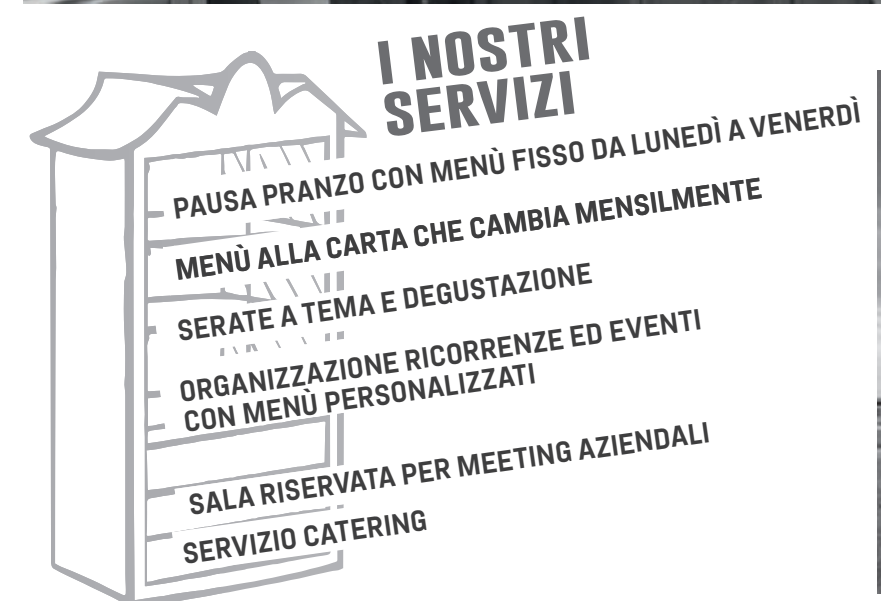 I NOSTRI
SERVIZI
PAUSA PRANZO CON MENÙ FISSO DA LUNEDÌ A VENERDÌ
MENÙ ALLA CARTA CHE CAMBIA MENSILMENTE
SERATE A TEMA E DEGUSTAZIONE
ORGANIZZAZIONE RICORRENZE ED EVENTI
CON MENÙ PERSONALIZZATI
SALA RISERVATA PER MEETING AZIENDALI
SERVIZIO CATERING